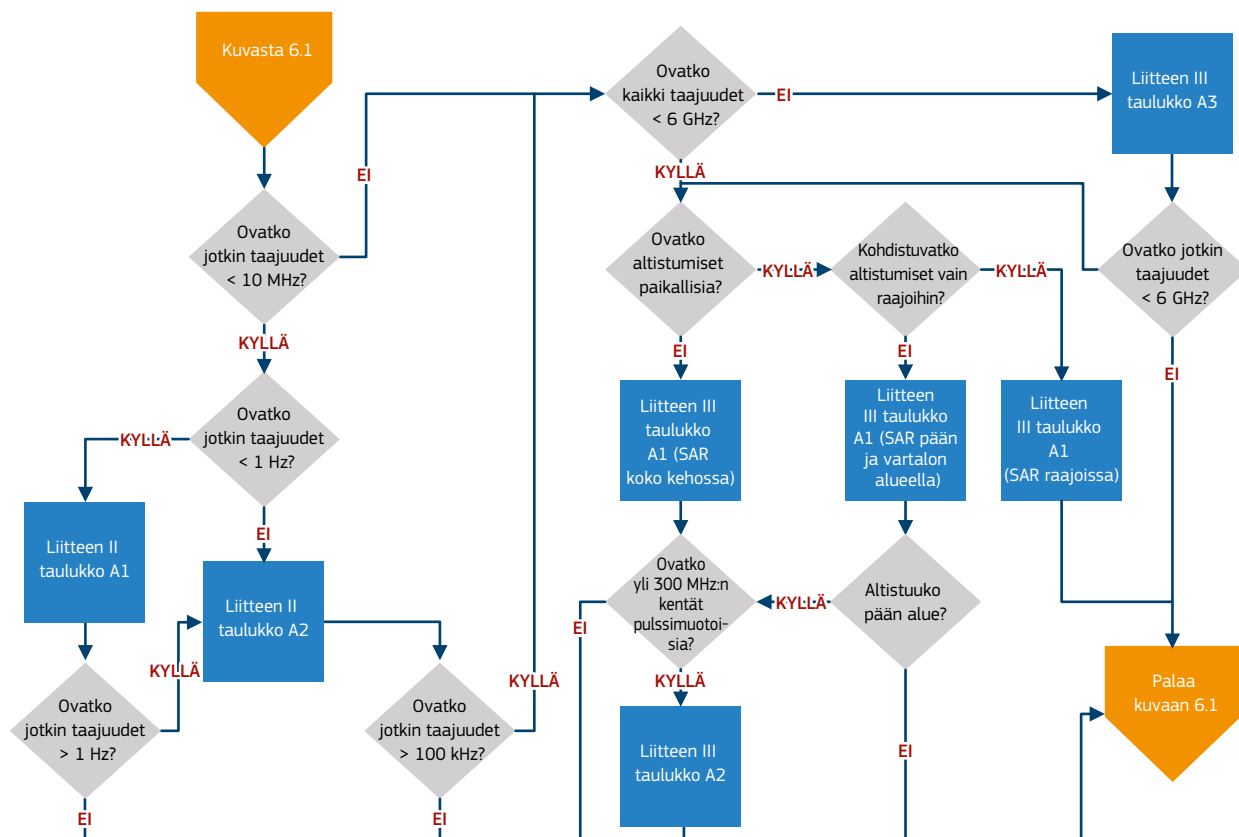 Kuvasta 6.1
Ovatko
jotkin taajuudet
< 10 MHz?
EI
KYLLÄ
Ovatko
jotkin taajuudet
< 1 Hz?
KYLLÄ
EI
Liitteen II
taulukko A1
Liitteen II
taulukko A2
KYLLÄ
Ovatko
jotkin taajuudet
> 1 Hz?
EI
Ovatko
jotkin taajuudet
> 100 kHz?
KYLLÄ
EI
Ovatko
kaikki taajuudet
< 6 GHz?
EI
KYLLÄ
Liitteen III
taulukko A3
Ovatko jotkin
taajuudet
< 6 GHz?
EI
Ovatko
altistumiset
paikallisia?
KYLLÄ
EI
Kohdistuvatko
altistumiset vain
raajoihin?
KYLLÄ
EI
Liitteen III
taulukko
A1 (SAR
koko kehossa)
Liitteen
III taulukko
A1 (SAR pään
ja vartalon
alueella)
Liitteen
III taulukko
A1
(SAR raajoissa)
Ovatko
yli 300 MHz:n
kentät
pulssimuotoi-
sia?
EI
KYLLÄ
Altistuuko
pään alue?
KYLLÄ
EI
Liitteen III
taulukko A2
Palaa
kuvaan 6.1